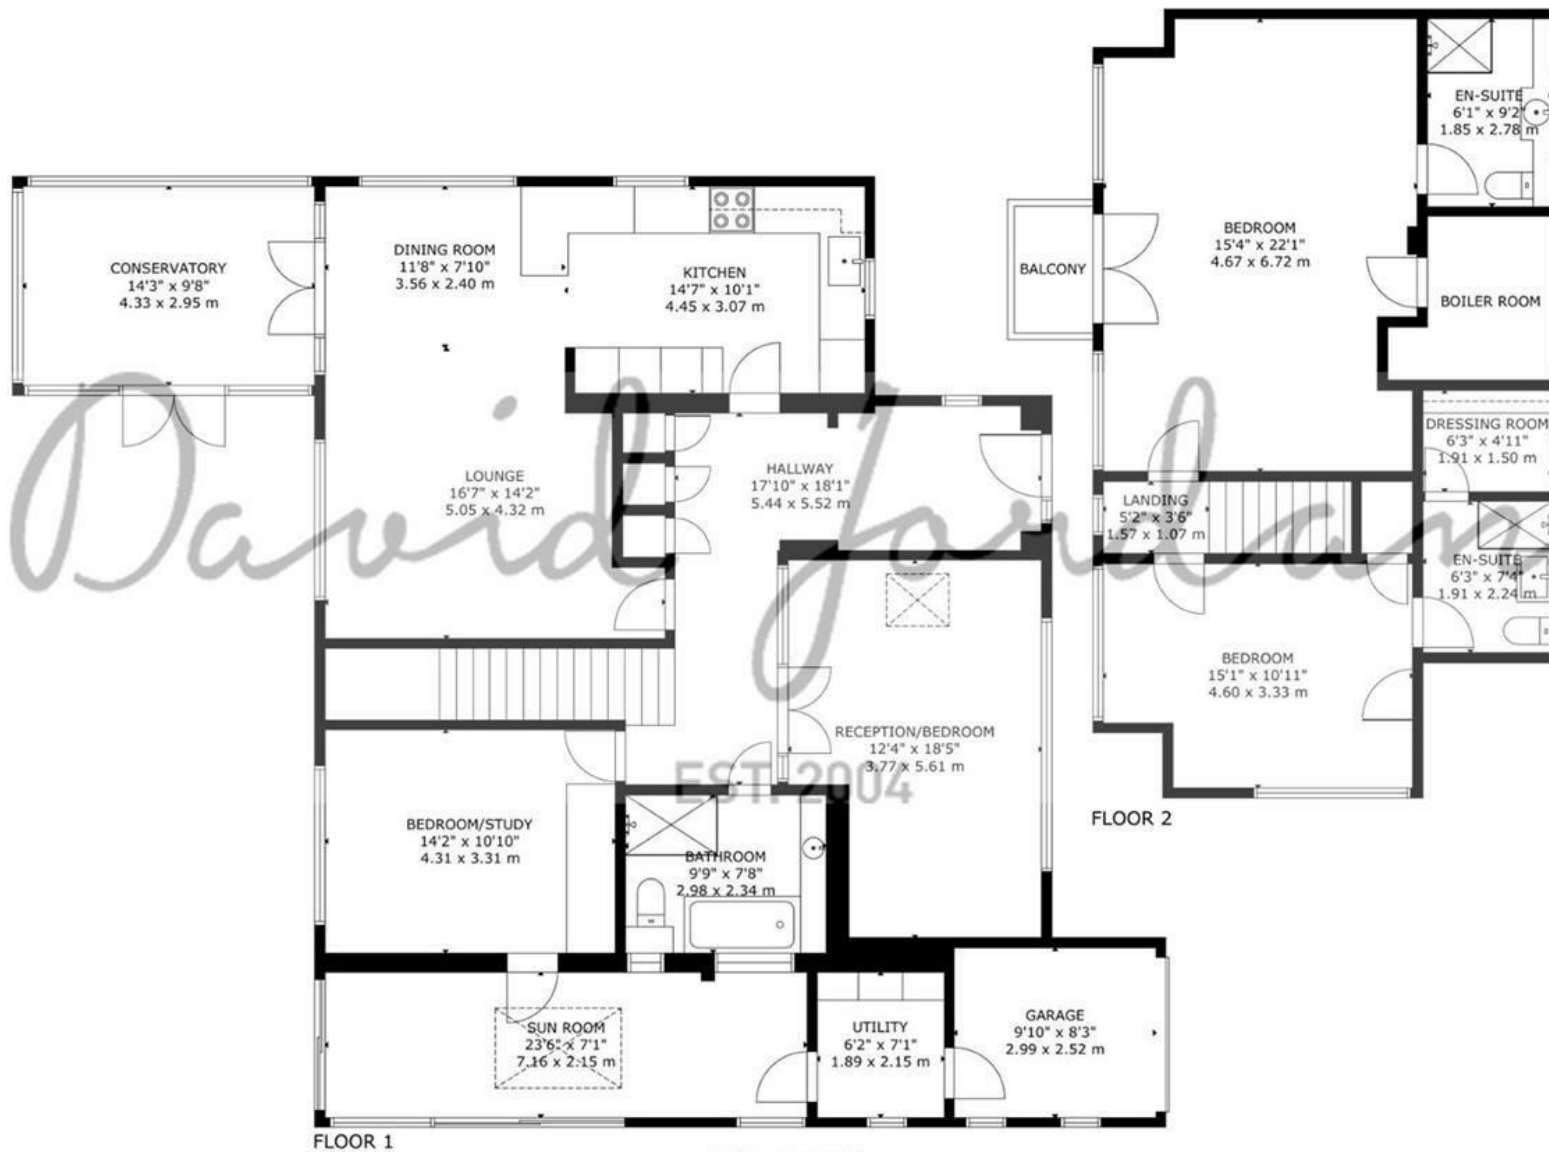 CONSERVATORY
14'3" x 9'8"
4.33 x 2.95 m
DINING ROOM
11'8" x 7'10"
3.56 x 2.40 m
KITCHEN
14'7" x 10'1"
4.45 x 3.07 m
LOUNGE
16'7" x 14'2"
5.05 x 4.32 m
HALLWAY
17'10" x 18'1"
5.44 x 5.52 m
David Jordan
EST. 2004
RECEPTION/BEDROOM
12'4" x 18'5"
3.77 x 5.61 m
BEDROOM/STUDY
14'2" x 10'10"
4.31 x 3.31 m
BATHROOM
9'9" x 7'8"
2.98 x 2.34 m
SUN ROOM
23'6" x 7'1"
7.16 x 2.15 m
UTILITY
6'2" x 7'1"
1.89 x 2.15 m
GARAGE
9'10" x 8'3"
2.99 x 2.52 m
FLOOR 1
EN-SUITE
6'1" x 9'2"
1.85 x 2.78 m
BEDROOM
15'4" x 22'1"
4.67 x 6.72 m
BALCONY
BOILER ROOM
DRESSING ROOM
6'3" x 4'11"
1.91 x 1.50 m
LANDING
5'2" x 3'6"
1.57 x 1.07 m
EN-SUITE
6'3" x 7'4"
1.91 x 2.24 m
BEDROOM
15'1" x 10'11"
4.60 x 3.33 m
FLOOR 2